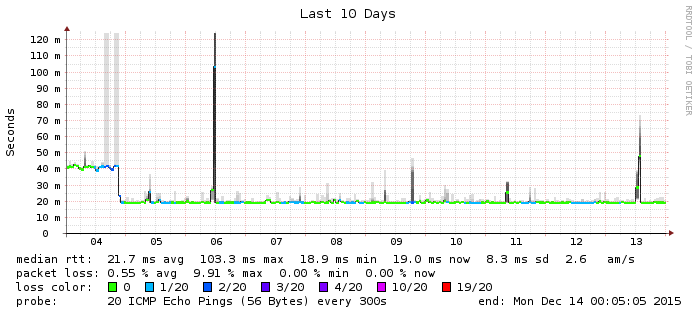 Last 10 Days
RRDTOOL / TOBI OETIKER
Seconds
120 m
110 m
100 m
90 m
80 m
70 m
60 m
50 m
40 m
30 m
20 m
10 m
0
04 05 06 07 08 09 10 11 12 13
median rtt: 21.7 ms avg 103.3 ms max 18.9 ms min 19.0 ms now 8.3 ms sd 2.6 am/s
packet loss: 0.55 % avg 9.91 % max 0.00 % min 0.00 % now
loss color: 0 1/20 2/20 3/20 4/20 10/20 19/20
probe: 20 ICMP Echo Pings (56 Bytes) every 300s end: Mon Dec 14 00:05:05 2015